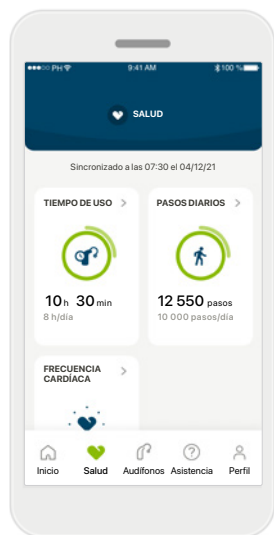 PH 9:41 AM 100 %
SALUD
Sincronizado a las 07:30 el 04/12/21
TIEMPO DE USO >
10 h 30 min
8 h/día
PASOS DIARIOS >
12 550 pasos
10 000 pasos/día
FRECUENCIA
CARDÍACA >
Inicio Salud Audífonos Asistencia Perfil